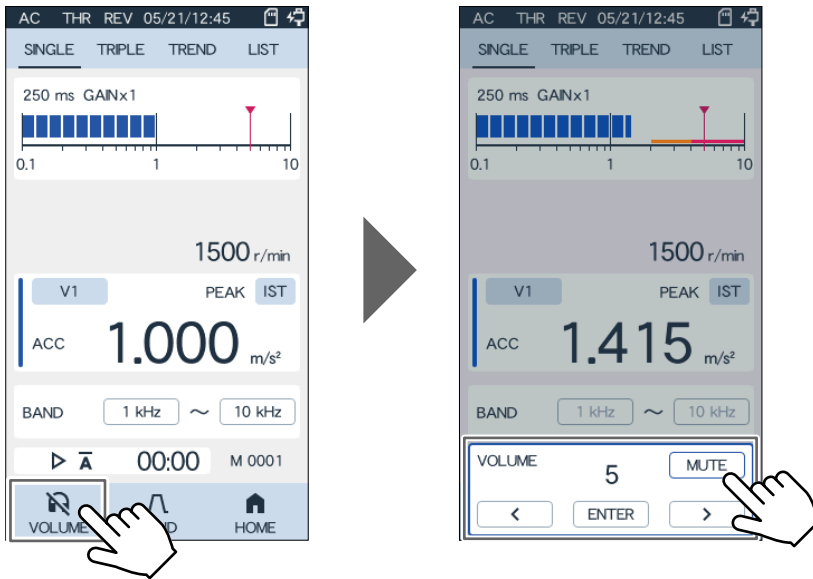 AC THR REV 05/21/12:45
SINGLE TRIPLE TREND LIST
250 ms GAINx1
0.1 1 10
1500 r/min
V1 PEAK IST
ACC 1.000 m/s²
BAND 1 kHz ～ 10 kHz
A 00:00 M 0001
VOLUME HOME
AC THR REV 05/21/12:45
SINGLE TRIPLE TREND LIST
250 ms GAINx1
0.1 1 10
1500 r/min
V1 PEAK IST
ACC 1.415 m/s²
BAND 1 kHz ～ 10 kHz
VOLUME 5 MUTE
< ENTER >